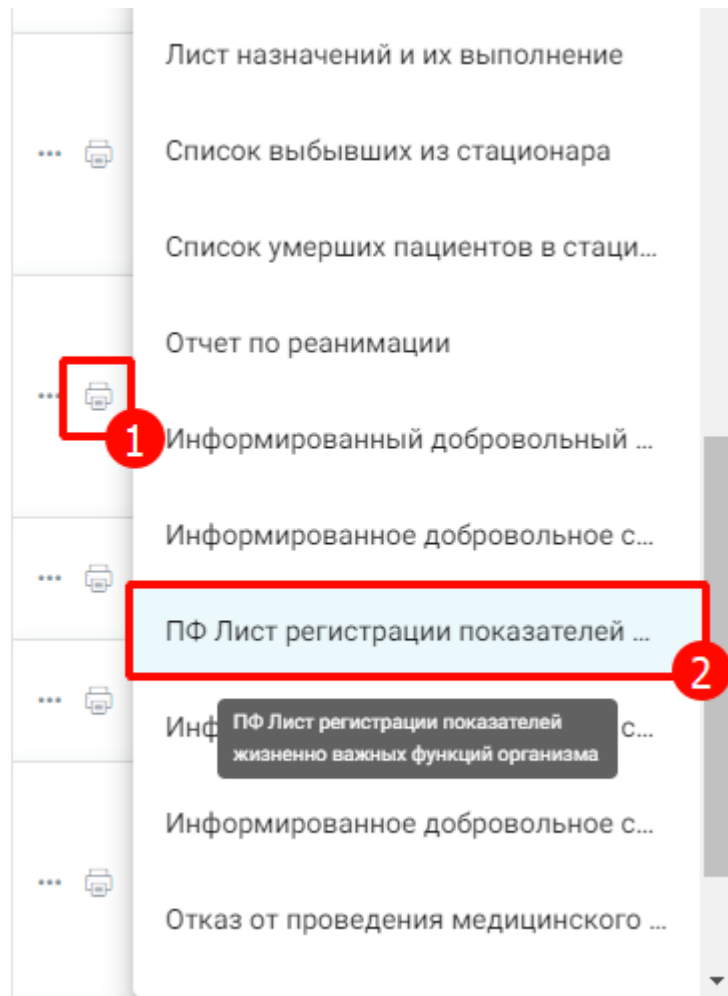 Лист назначений и их выполнение
Список выбывших из стационара
Список умерших пациентов в стаци...
Отчет по реанимации
1
Информированный добровольный ...
Информированное добровольное с...
ПФ Лист регистрации показателей ...
2
Инф
с...
ПФ Лист регистрации показателей
жизненно важных функций организма
Информированное добровольное с...
Отказ от проведения медицинского ...